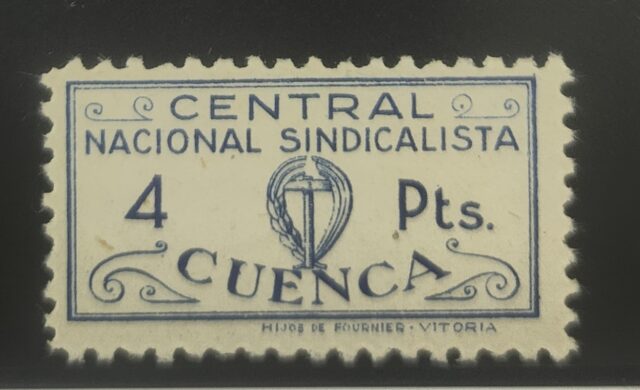 CENTRAL
NACIONAL SINDICALISTA
4 Pts.
CUENCA
HIJOS DE FOURNIER - VITORIA